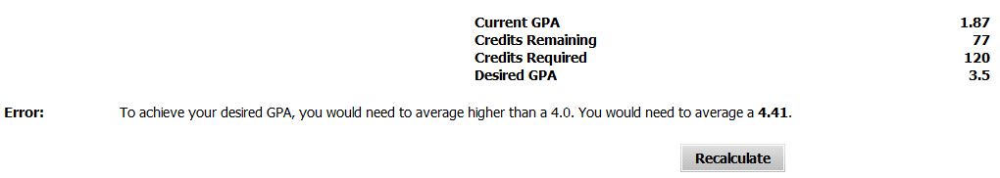 Current GPA 1.87
Credits Remaining 77
Credits Required 120
Desired GPA 3.5
Error: To achieve your desired GPA, you would need to average higher than a 4.0. You would need to average a 4.41.
Recalculate